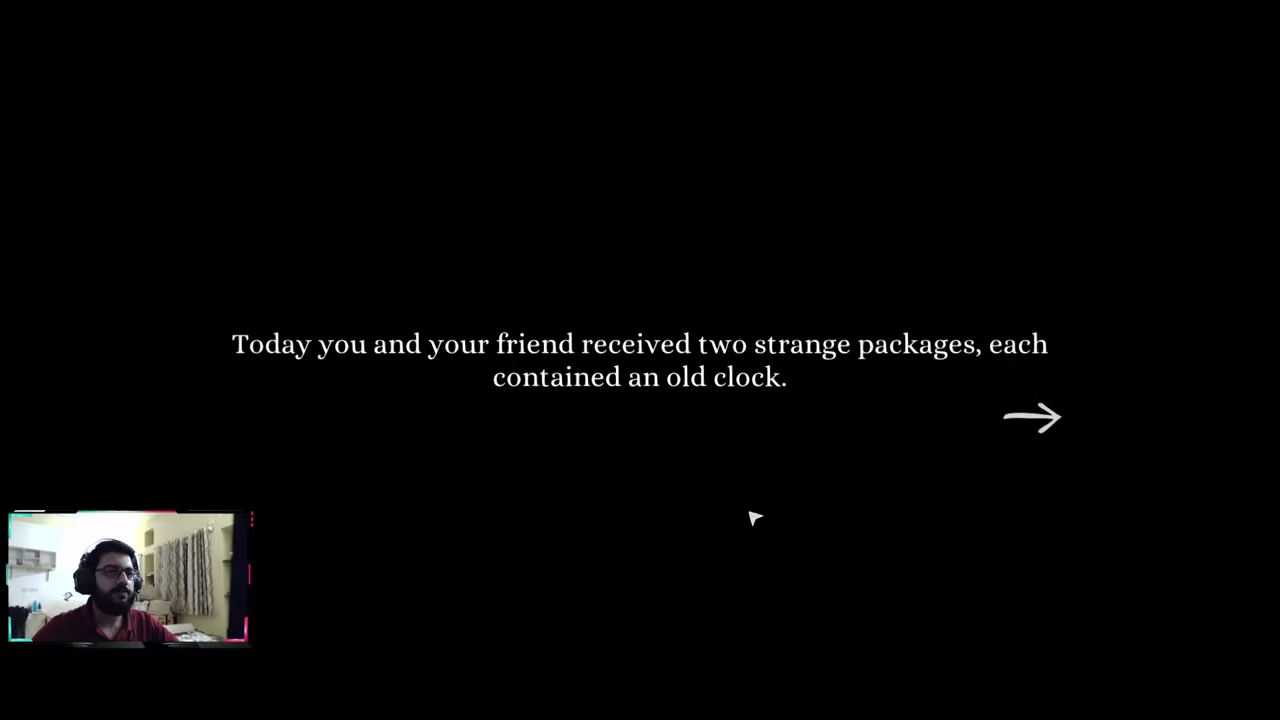 Today you and your friend received two strange packages, each
contained an old clock.